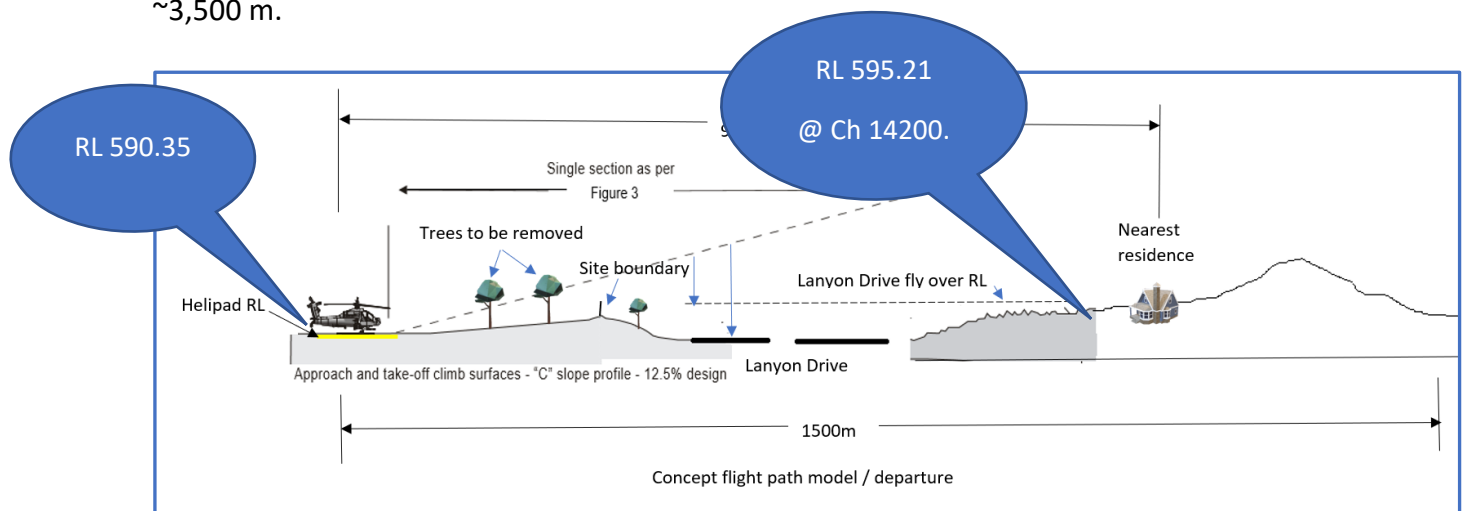 ~3,500 m.
RL 595.21
@ Ch 14200.
RL 590.35
Single section as per
Figure 3
Trees to be removed
Site boundary
Nearest
residence
Lanyon Drive fly over RL
Helipad RL
Lanyon Drive
Approach and take-off climb surfaces - "C" slope profile - 12.5% design
1500m
Concept flight path model / departure